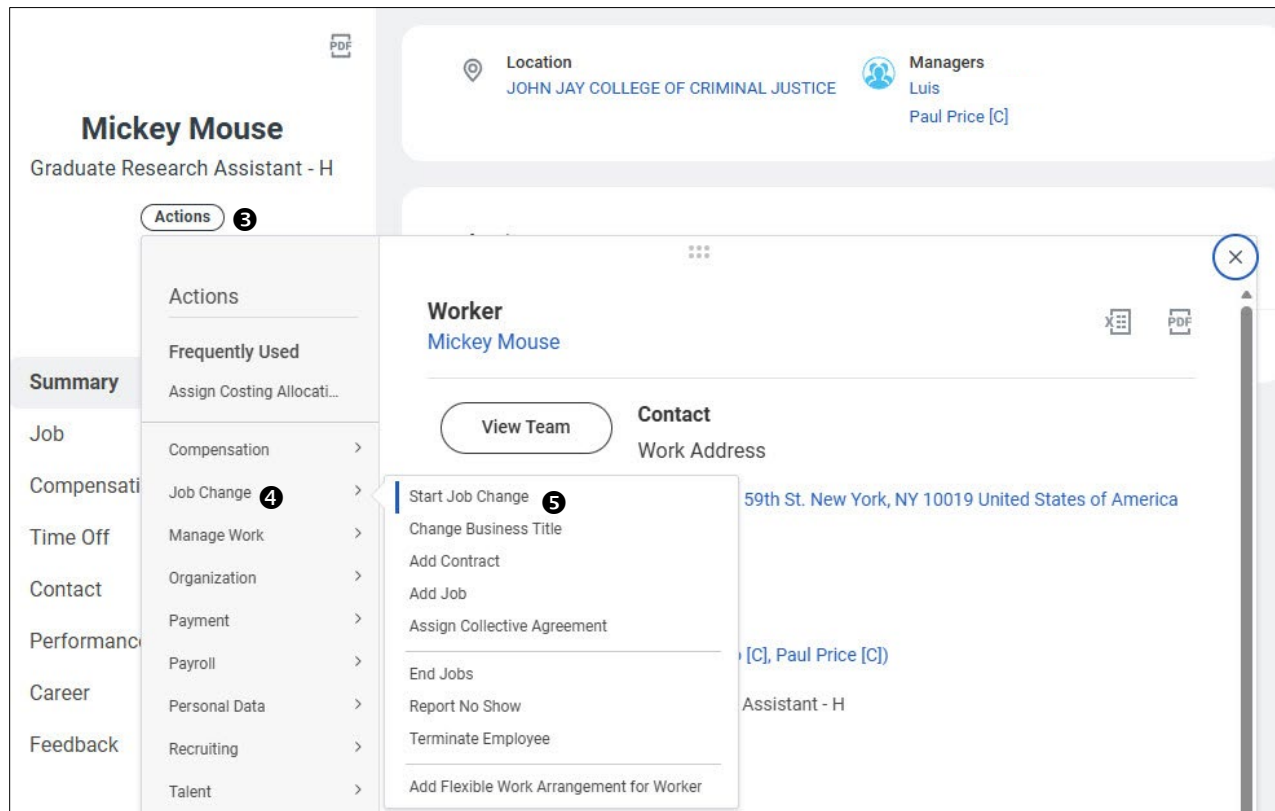 PDF
Mickey Mouse
Graduate Research Assistant - H
Actions ❸
Location
JOHN JAY COLLEGE OF CRIMINAL JUSTICE
Managers
Luis
Paul Price [C]
Summary
Job
Compensati
Time Off
Contact
Performanc
Career
Feedback
Actions
Frequently Used
Assign Costing Allocati...
Compensation
Job Change ❹
Manage Work
Organization
Payment
Payroll
Personal Data
Recruiting
Talent
Start Job Change ❺
Change Business Title
Add Contract
Add Job
Assign Collective Agreement
End Jobs
Report No Show
Terminate Employee
Add Flexible Work Arrangement for Worker
Worker
Mickey Mouse
X
PDF
View Team
Contact
Work Address
59th St. New York, NY 10019 United States of America
[C], Paul Price [C])
Assistant - H